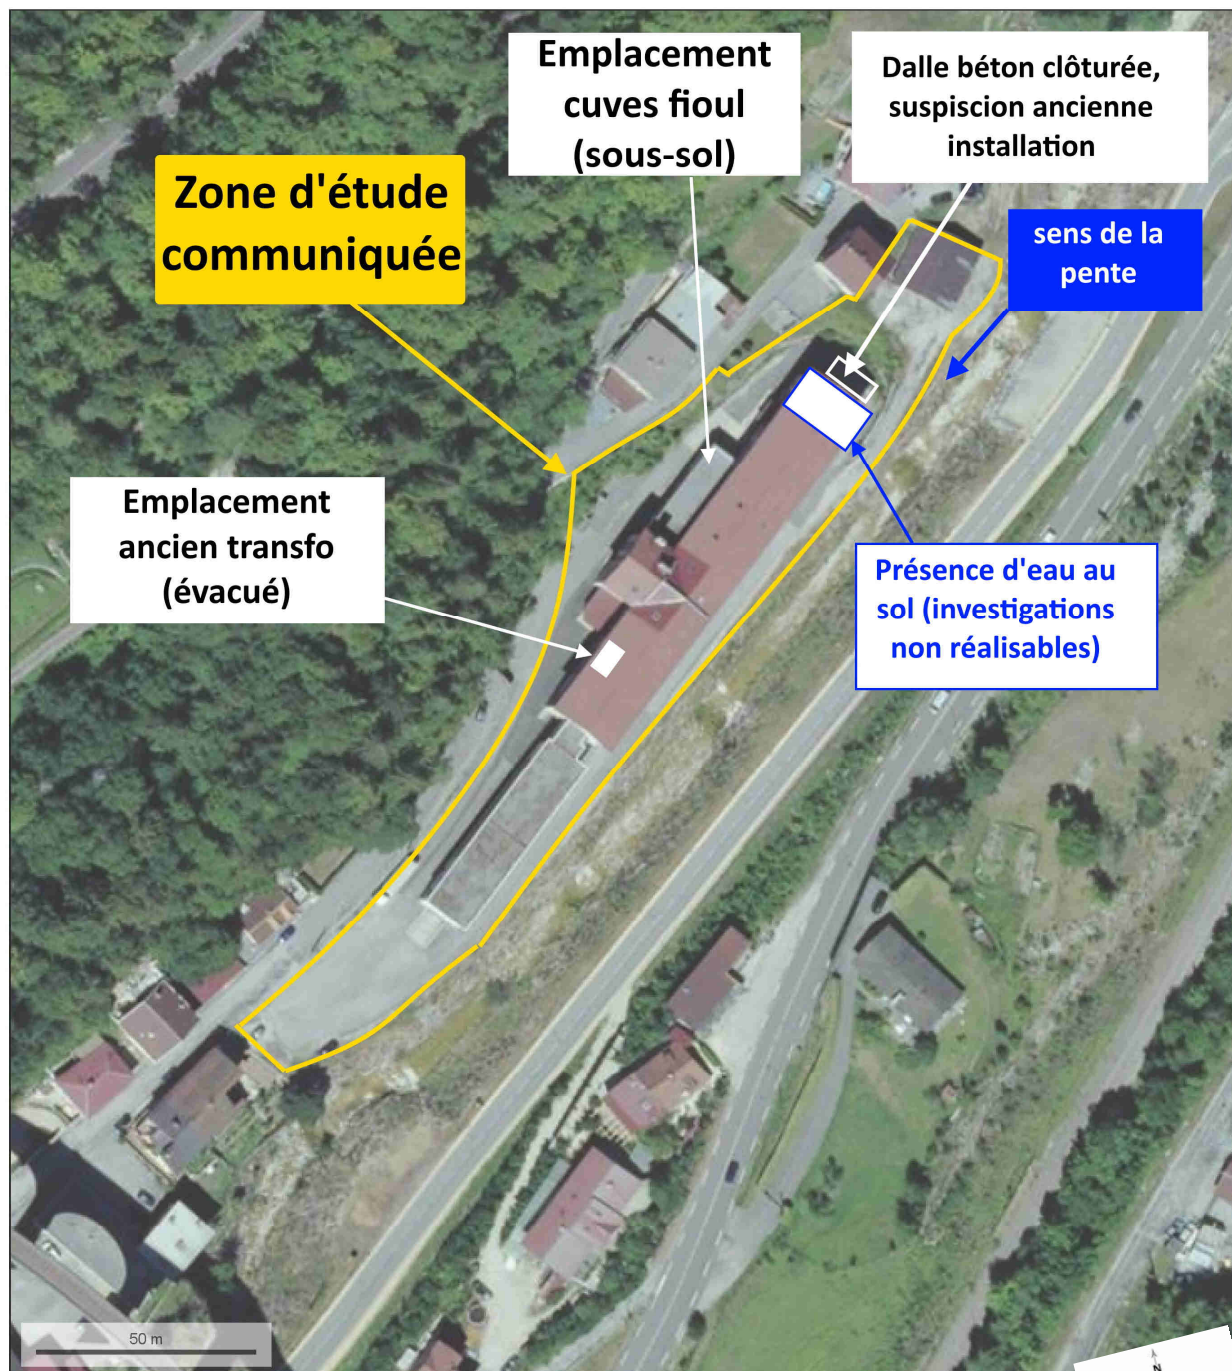 Emplacement
cuves fioul
(sous-sol)
Dalle béton clôturée,
suspiscion ancienne
installation
Zone d'étude
communiquée
sens de la
pente
Emplacement
ancien transfo
(évacué)
Présence d'eau au
sol (investigations
non réalisables)
50 m
N